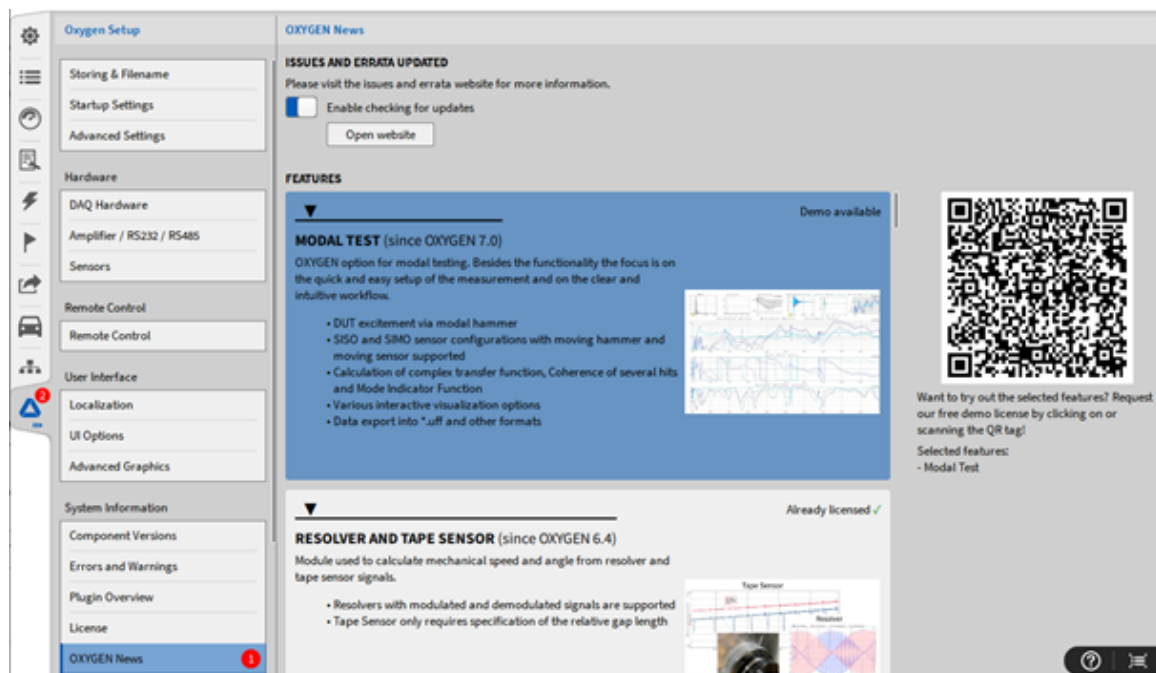 Oxygen Setup
OXYGEN News
Storing & Filename
Startup Settings
Advanced Settings
Hardware
DAQ Hardware
Amplifier / RS232 / RS485
Sensors
Remote Control
Remote Control
User Interface
Localization
UI Options
Advanced Graphics
System Information
Component Versions
Errors and Warnings
Plugin Overview
License
OXYGEN News
1
2
ISSUES AND ERRATA UPDATED
Please visit the issues and errata website for more information.
Enable checking for updates
Open website
FEATURES
Demo available
MODAL TEST (since OXYGEN 7.0)
OXYGEN option for modal testing. Besides the functionality the focus is on
the quick and easy setup of the measurement and on the clear and
intuitive workflow.
• DUT excitement via modal hammer
• SISO and SIMO sensor configurations with moving hammer and
moving sensor supported
• Calculation of complex transfer function, Coherence of several hits
and Mode Indicator Function
• Various interactive visualization options
• Data export into *.uff and other formats
Already licensed ✓
RESOLVER AND TAPE SENSOR (since OXYGEN 6.4)
Module used to calculate mechanical speed and angle from resolver and
tape sensor signals.
• Resolvers with modulated and demodulated signals are supported
• Tape Sensor only requires specification of the relative gap length
Tape Sensor
Resolver
Want to try out the selected features? Request
our free demo license by clicking on or
scanning the QR tag!
Selected features:
- Modal Test